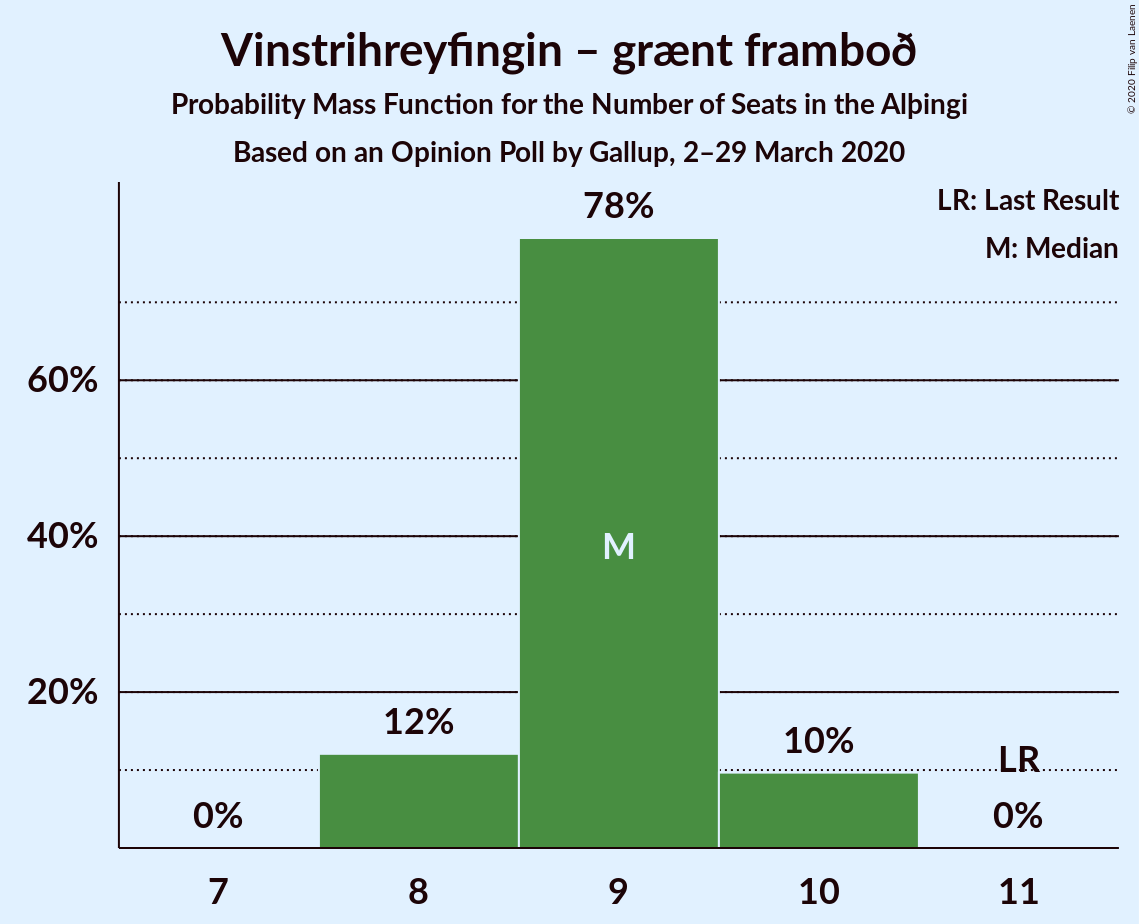 Vinstrihreyfingin – grænt framboð
Probability Mass Function for the Number of Seats in the Alþingi
Based on an Opinion Poll by Gallup, 2–29 March 2020
© 2020 Filip van Laenen
LR: Last Result
M: Median
78%
60%
40%
M
20%
12%
10%
LR
0%
0%
7
8
9
10
11